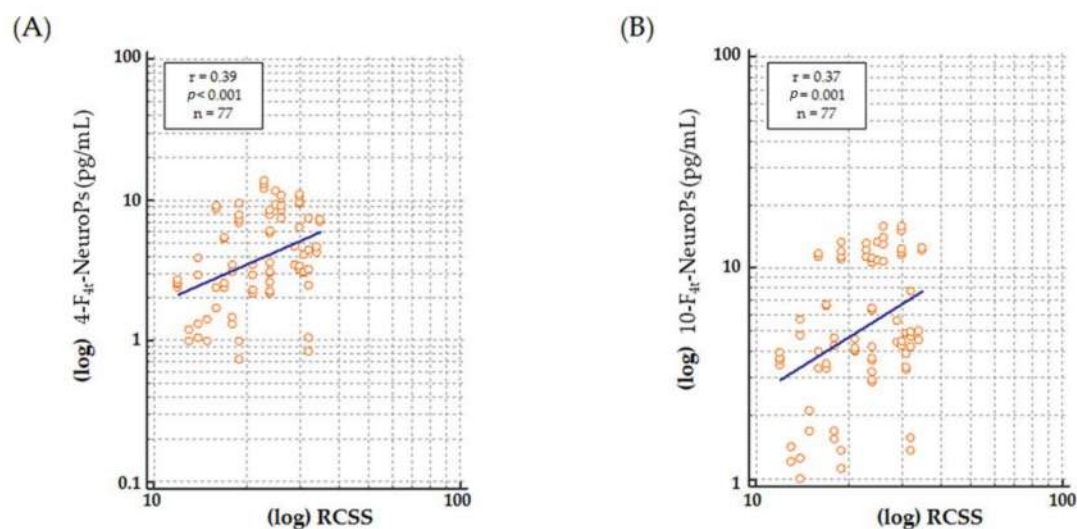 (A)
100
r = 0.39
p < 0.001
n = 77
(log) 4-F₄ₜ-NeuroPs (pg/mL)
10
1
0.1
10
100
(log) RCSS
(B)
100
r = 0.37
p = 0.001
n = 77
(log) 10-F₄ₜ-NeuroPs (pg/mL)
10
1
10
100
(log) RCSS